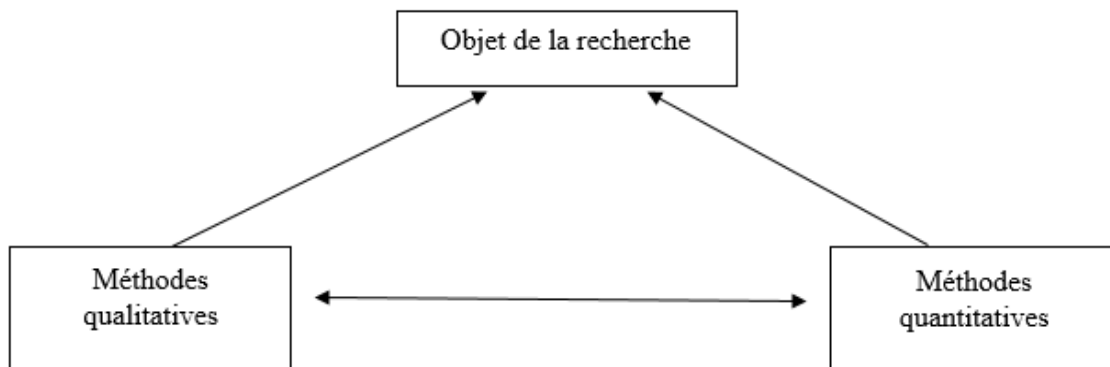 Objet de la recherche
Méthodes
qualitatives
Méthodes
quantitatives